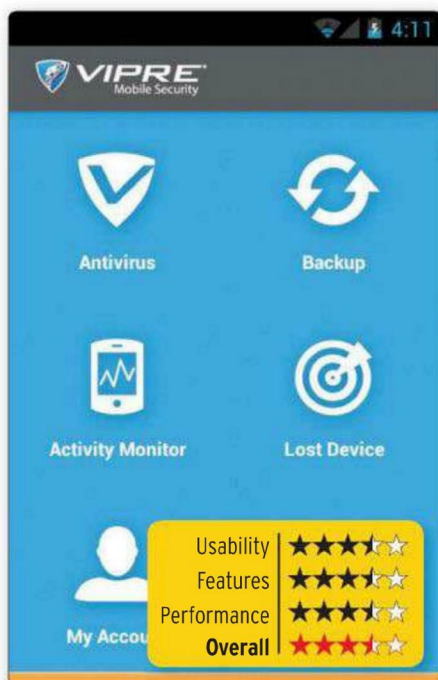 4:11
VIPRE
Mobile Security
Antivirus
Backup
Activity Monitor
Lost Device
My Accou
Usability
Features
Performance
Overall